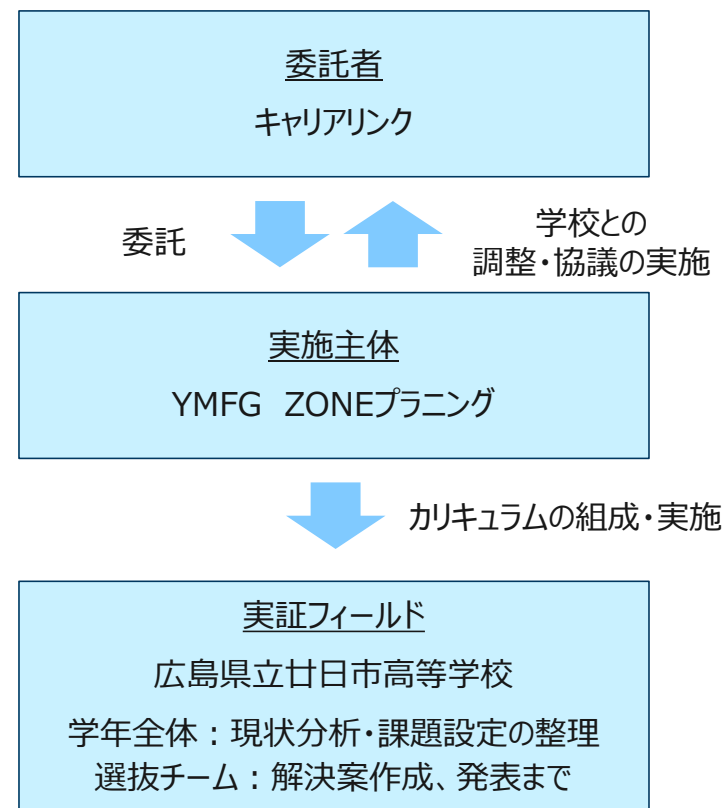 委託者
キャリアリンク
委託
学校との
調整・協議の実施
実施主体
YMFG ZONEプラニング
カリキュラムの組成・実施
実証フィールド
広島県立廿日市高等学校
学年全体：現状分析・課題設定の整理
選抜チーム：解決案作成、発表まで